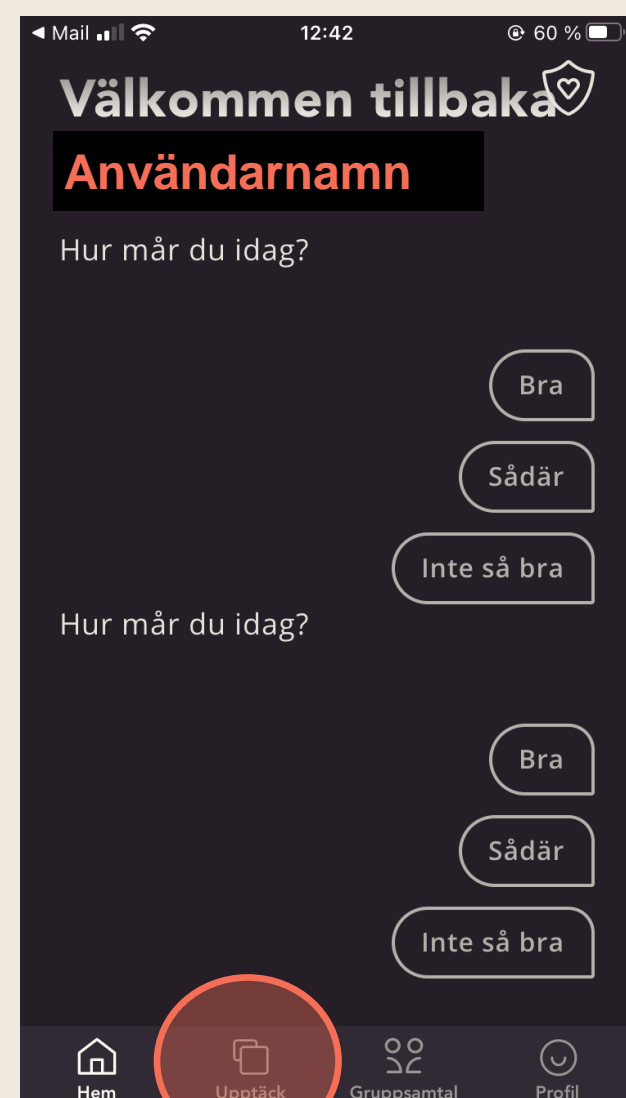 ◀ Mail 12:42 60 %
Välkommen tillbaka
Användarnamn
Hur mår du idag?
Bra
Sådär
Inte så bra
Hur mår du idag?
Bra
Sådär
Inte så bra
Hem Upptäck Gruppsamtal Profil